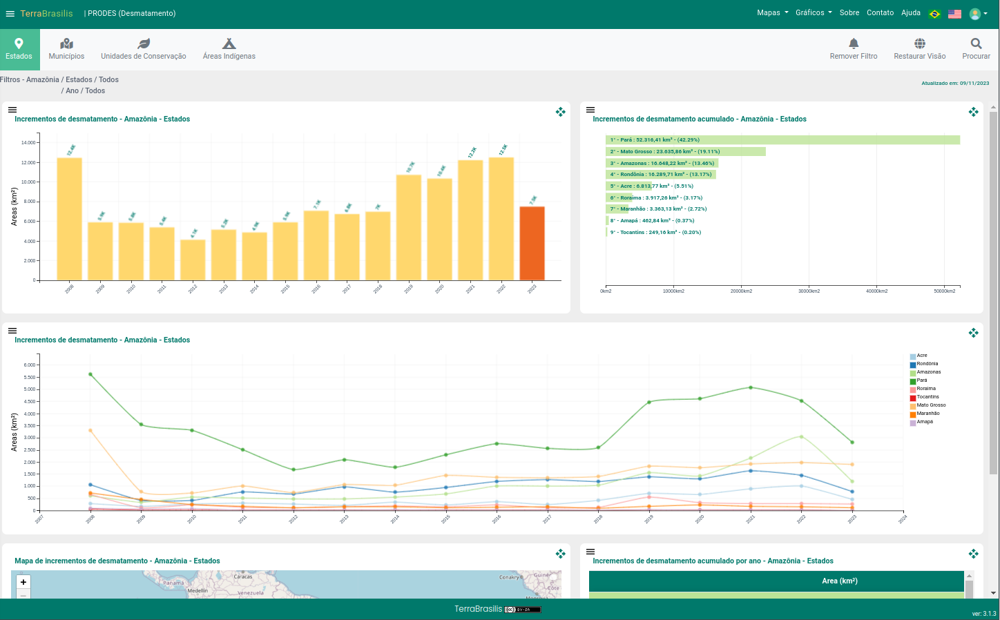 TerraBrasilis | PRODES (Desmatamento) Mapas Gráficos Sobre Contato Ajuda
Estados Municípios Unidades de Conservação Áreas Indígenas Remover Filtro Restaurar Visão Procurar
Filtros - Amazônia / Estados / Todos
/ Ano / Todos
Atualizado em: 09/11/2023
Incrementos de desmatamento - Amazônia - Estados
Areas (km²)
14.000
12.000
10.000
8.000
6.000
4.000
2.000
0
12.4K 5.9K 5.8K 5.4K 4.1K 5.2K 4.9K 5.9K 7.1K 6.8K 7K 10.7K 10.4K 12.2K 12.5K 7.5K
2008 2009 2010 2011 2012 2013 2014 2015 2016 2017 2018 2019 2020 2021 2022 2023
Incrementos de desmatamento acumulado - Amazônia - Estados
1° - Pará : 52.316,41 km² - (42.29%)
2° - Mato Grosso : 23.635,86 km² - (19.11%)
3° - Amazonas : 16.648,22 km² - (13.46%)
4° - Rondônia : 16.289,71 km² - (13.17%)
5° - Acre : 6.813,77 km² - (5.51%)
6° - Roraima : 3.917,26 km² - (3.17%)
7° - Maranhão : 3.363,13 km² - (2.72%)
8° - Amapá : 462,84 km² - (0.37%)
9° - Tocantins : 249,16 km² - (0.20%)
0km2 10000km2 20000km2 30000km2 40000km2 50000km2
Incrementos de desmatamento - Amazônia - Estados
Areas (km²)
6.000
5.500
5.000
4.500
4.000
3.500
3.000
2.500
2.000
1.500
1.000
500
0
2007 2008 2009 2010 2011 2012 2013 2014 2015 2016 2017 2018 2019 2020 2021 2022 2023 2024
Acre
Rondônia
Amazonas
Pará
Roraima
Tocantins
Mato Grosso
Maranhão
Amapá
Mapa de incrementos de desmatamento - Amazônia - Estados
+
−
Caracas
Panamá
Medellín
Venezuela
Conakry
Guinée
Côte
Incrementos de desmatamento acumulado por ano - Amazônia - Estados
Area (km²)
TerraBrasilis (cc) BY-SA
ver: 3.1.3